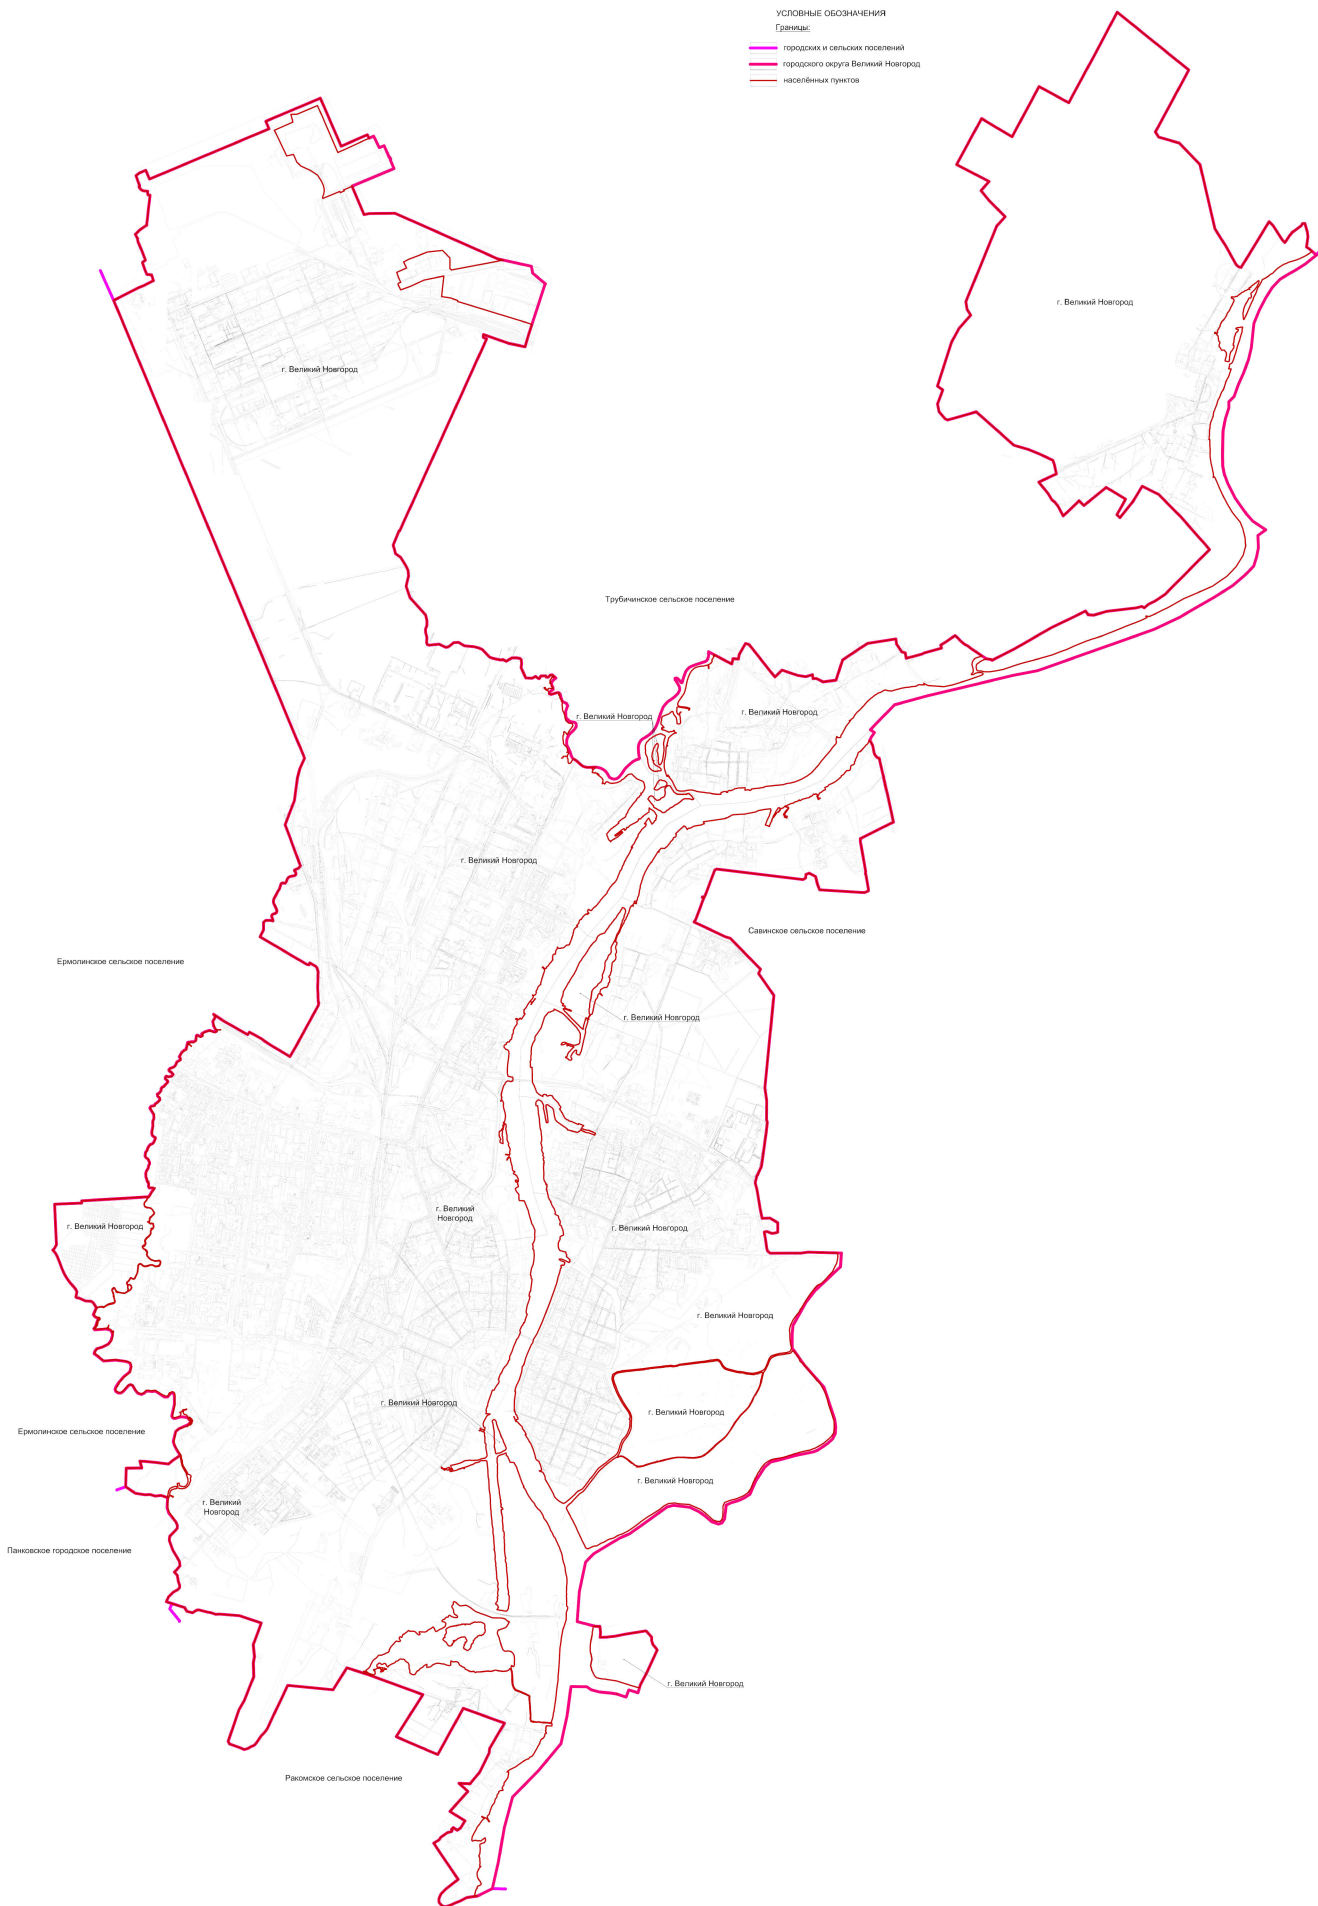 УСЛОВНЫЕ ОБОЗНАЧЕНИЯ
Границы:
городских и сельских поселений
городского округа Великий Новгород
населённых пунктов
г. Великий Новгород
г. Великий Новгород
Трубичинское сельское поселение
г. Великий Новгород
г. Великий Новгород
г. Великий Новгород
Савинское сельское поселение
Ермолинское сельское поселение
г. Великий Новгород
г. Великий
Новгород
г. Великий Новгород
г. Великий Новгород
г. Великий Новгород
г. Великий Новгород
г. Великий Новгород
Ермолинское сельское поселение
г. Великий Новгород
г. Великий
Новгород
Панковское городское поселение
г. Великий Новгород
Ракомское сельское поселение